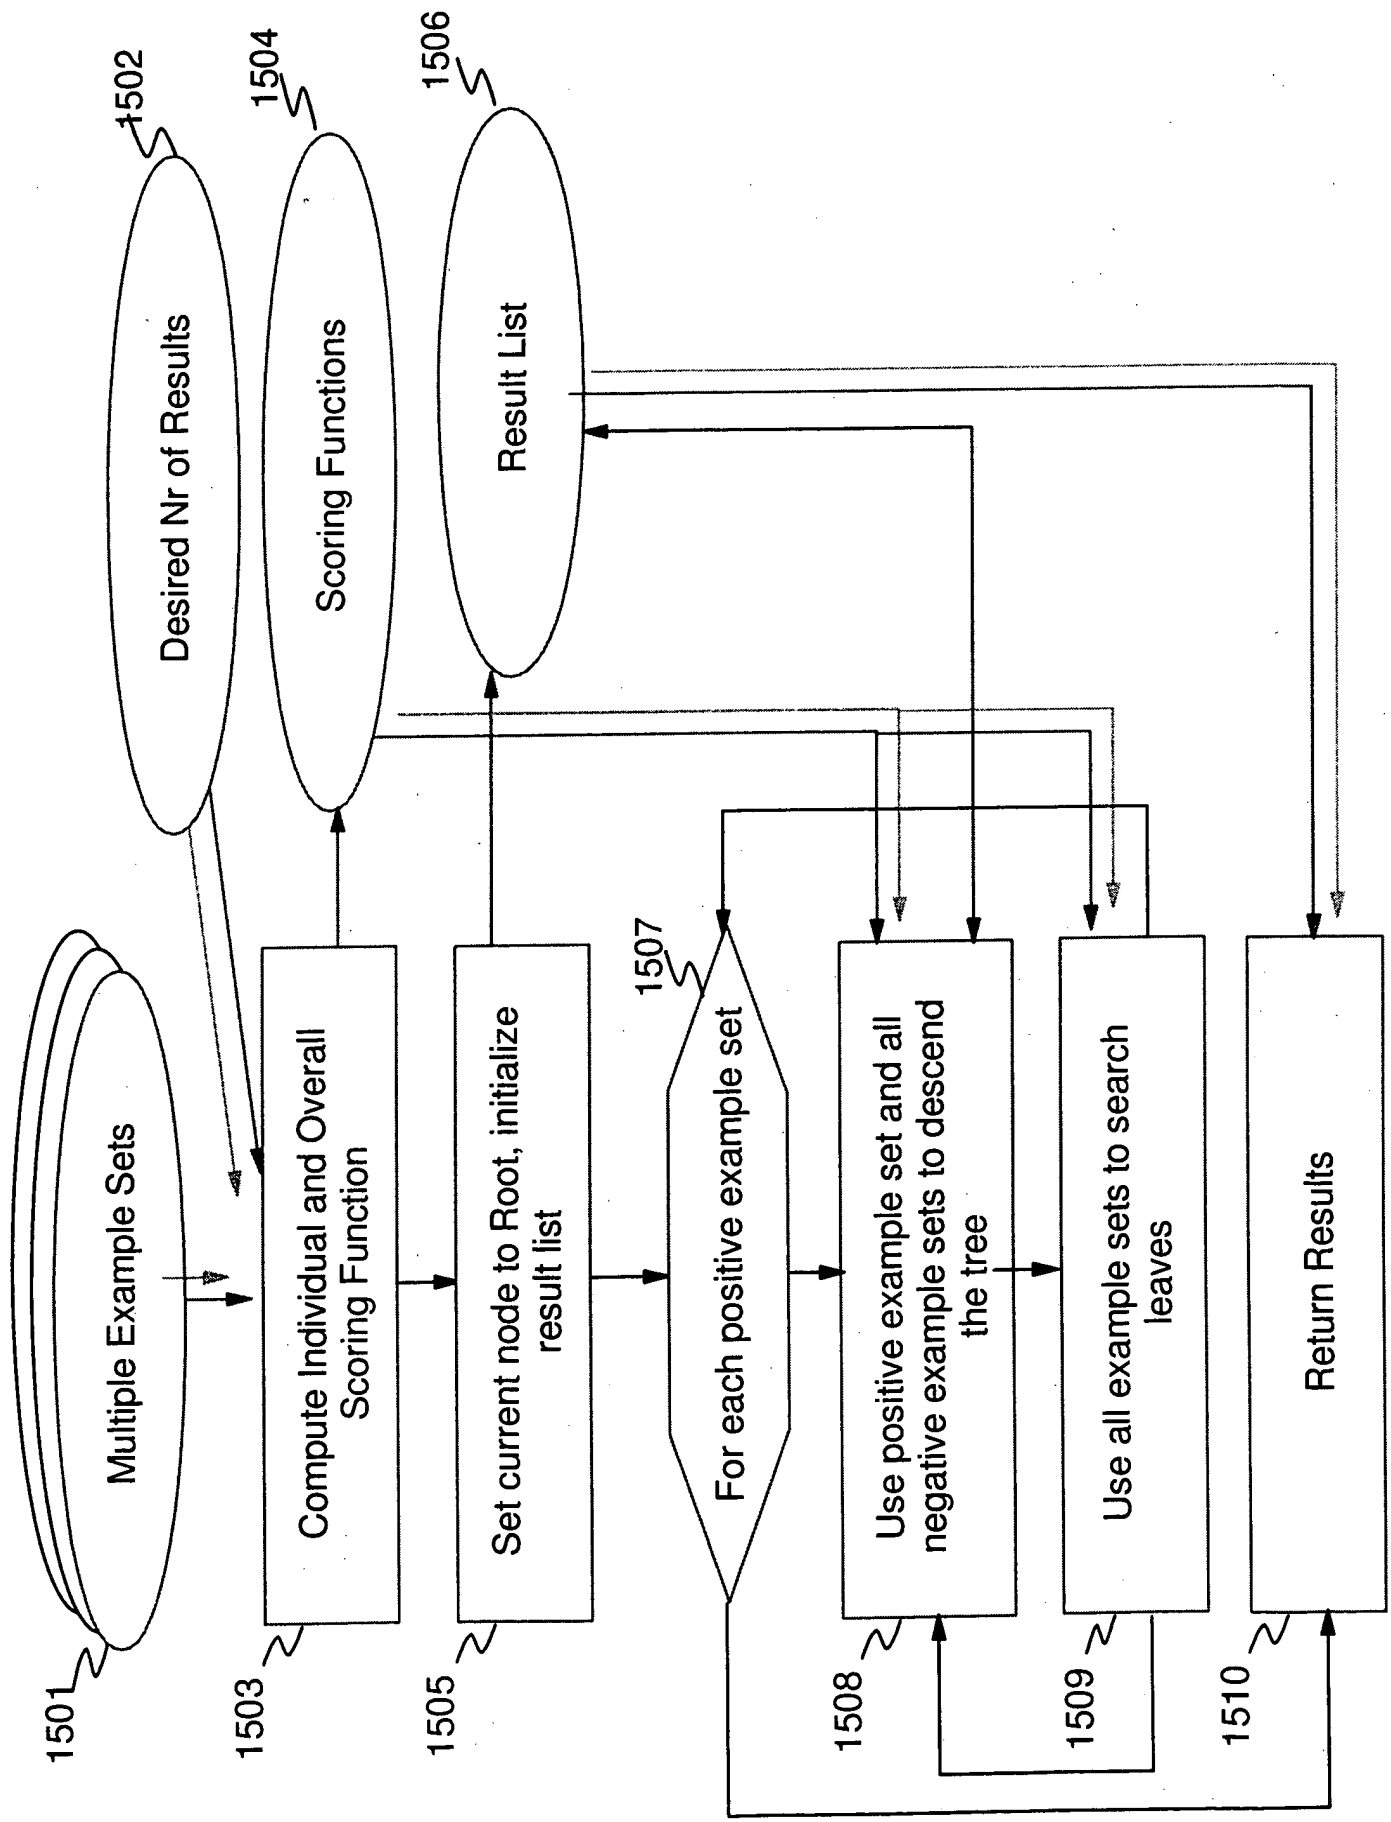 1501
Multiple Example Sets
1502
Desired Nr of Results
1503
Compute Individual and Overall
Scoring Function
1504
Scoring Functions
1505
Set current node to Root, initialize
result list
1506
Result List
1507
For each positive example set
1508
Use positive example set and all
negative example sets to descend
the tree
1509
Use all example sets to search
leaves
1510
Return Results